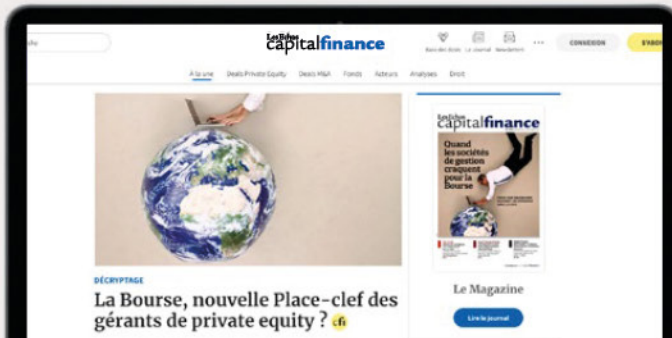 Les Echos
capitalfinance
Le Journal
Newsletters
CONNEXION
S'ABO
À la une Deals Private Equity Deals M&A Fonds Acteurs Analyses Droit
DÉCRYPTAGE
La Bourse, nouvelle Place-clef des
gérants de private equity ? cfi
Les Echos
capitalfinance
Quand
les sociétés
de gestion
craquent
pour la
Bourse
Le Magazine
Lire le journal